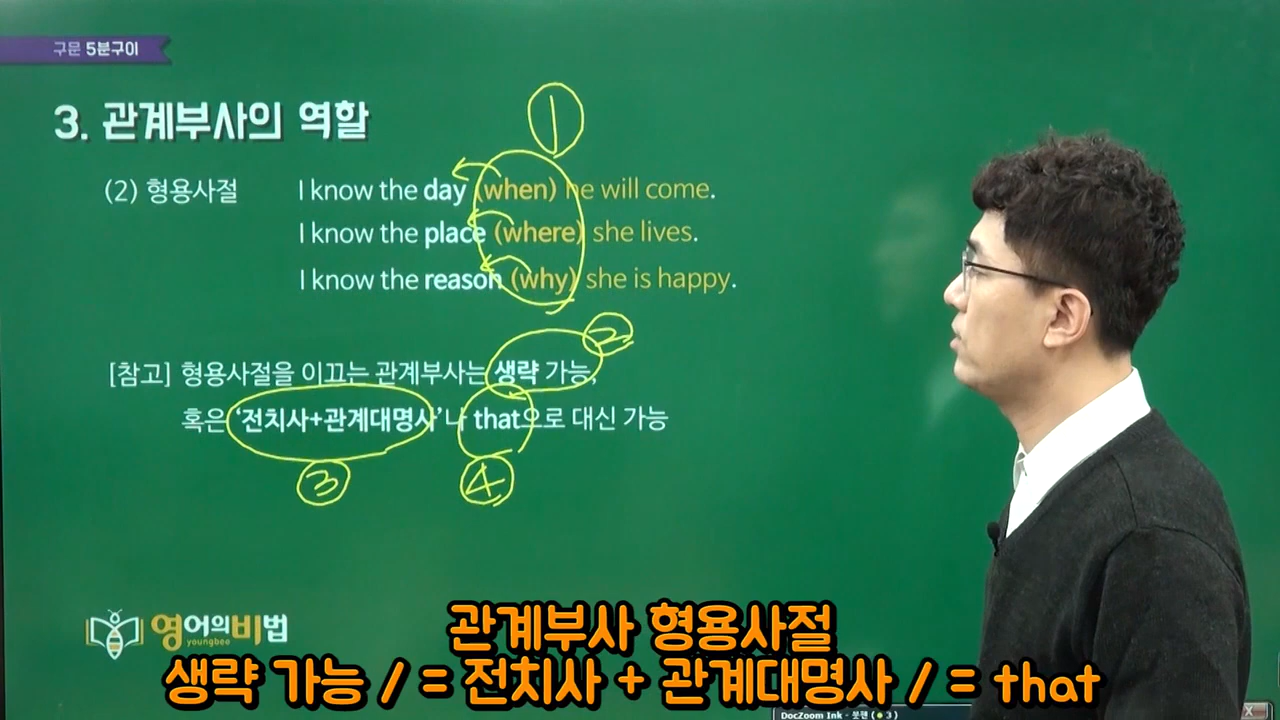 구문 5분구이
3. 관계부사의 역할
1
(2) 형용사절 I know the day (when) he will come.
I know the place (where) she lives.
I know the reason (why) she is happy.
2
[참고] 형용사절을 이끄는 관계부사는 생략 가능,
혹은 '전치사+관계대명사'나 that으로 대신 가능
3 4
영어의비법
youngbee
관계부사 형용사절
생략 가능 / = 전치사 + 관계대명사 / = that
DocZoom Ink - 붓펜 ( 3 )